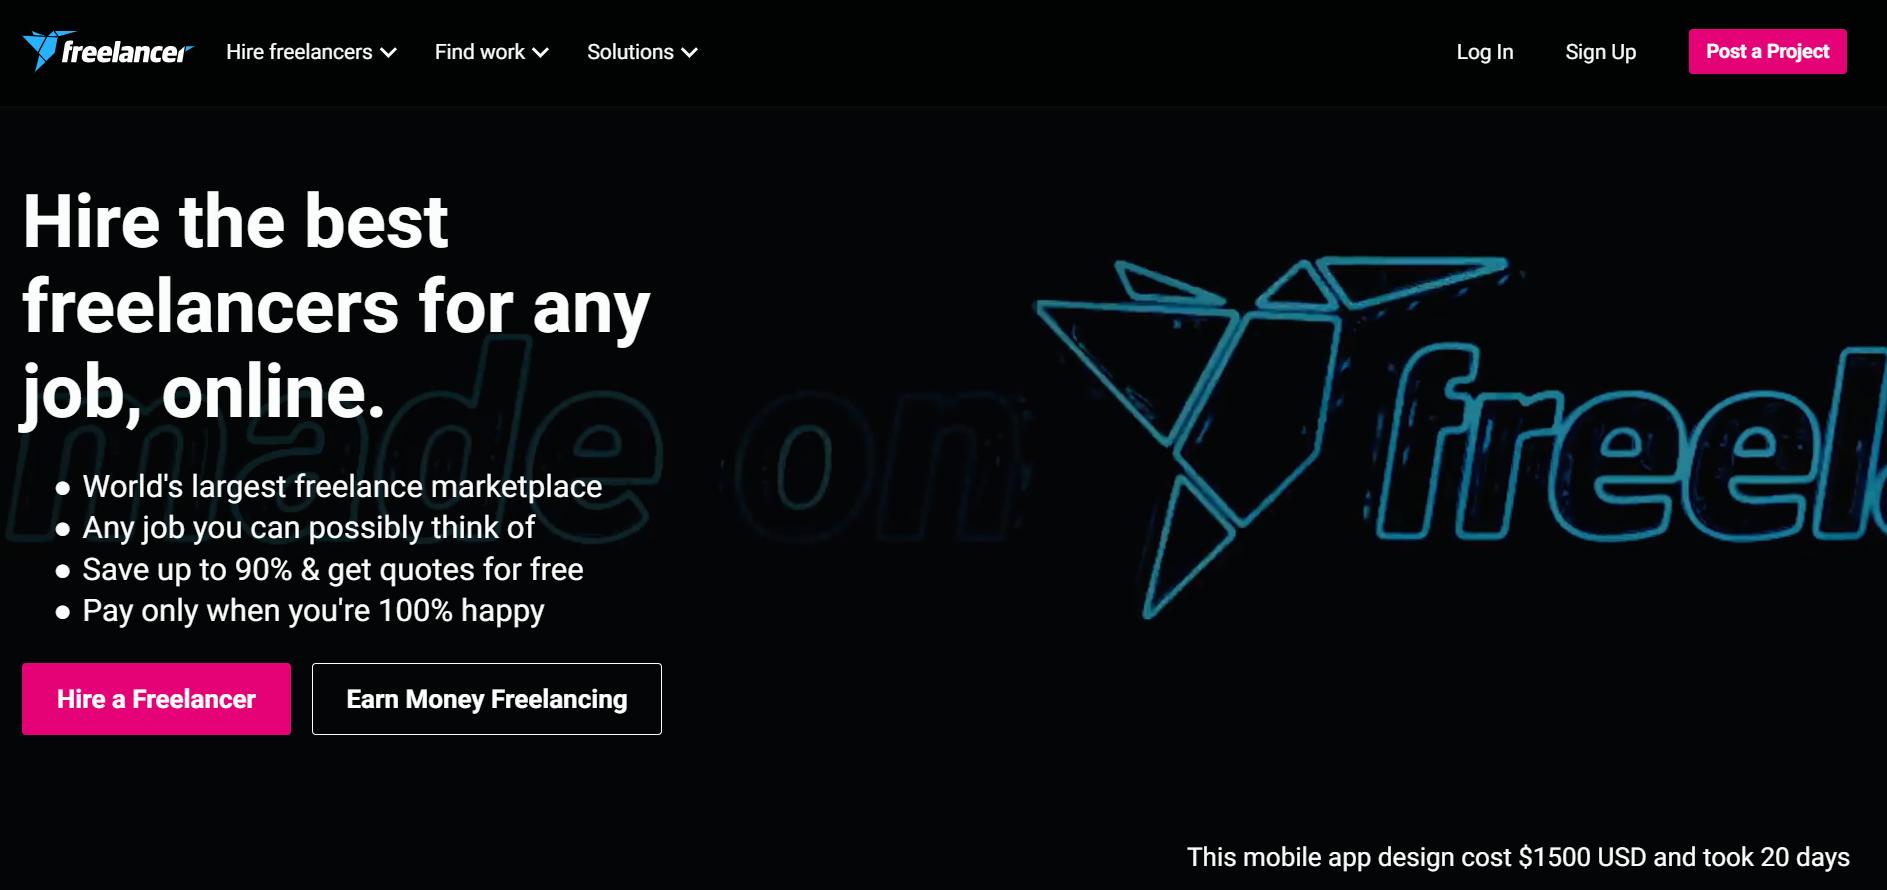 freelancer
Hire freelancers
Find work
Solutions
Log In
Sign Up
Post a Project
Hire the best
freelancers for any
job, online.
made on
freel
World's largest freelance marketplace
Any job you can possibly think of
Save up to 90% & get quotes for free
Pay only when you're 100% happy
Hire a Freelancer
Earn Money Freelancing
This mobile app design cost $1500 USD and took 20 days